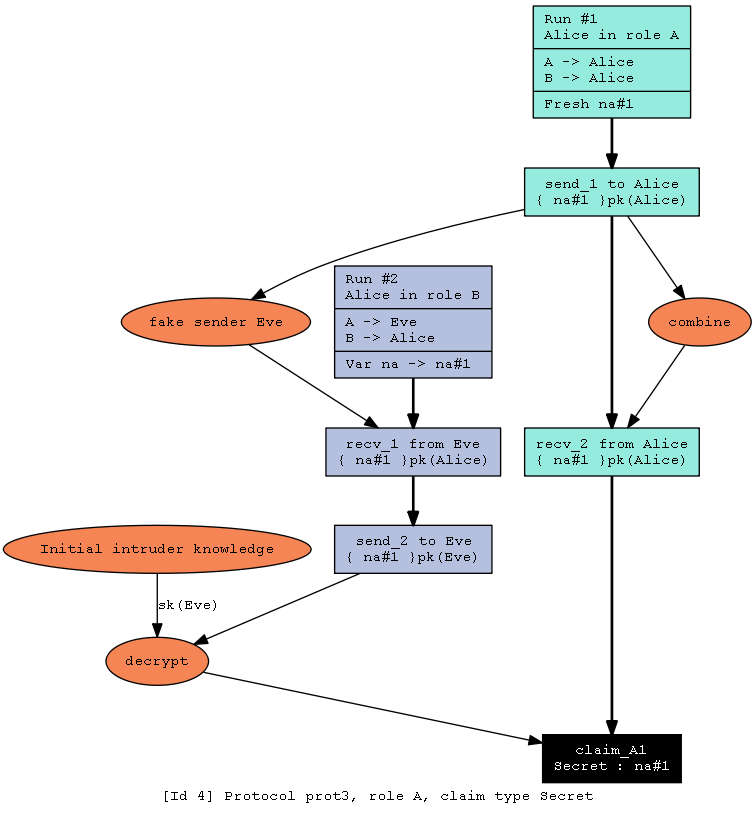 Run #1
Alice in role A
A -> Alice
B -> Alice
Fresh na#1
send_1 to Alice
{ na#1 }pk(Alice)
fake sender Eve
Run #2
Alice in role B
A -> Eve
B -> Alice
Var na -> na#1
combine
recv_1 from Eve
{ na#1 }pk(Alice)
recv_2 from Alice
{ na#1 }pk(Alice)
Initial intruder knowledge
send_2 to Eve
{ na#1 }pk(Eve)
sk(Eve)
decrypt
claim_A1
Secret : na#1
[Id 4] Protocol prot3, role A, claim type Secret